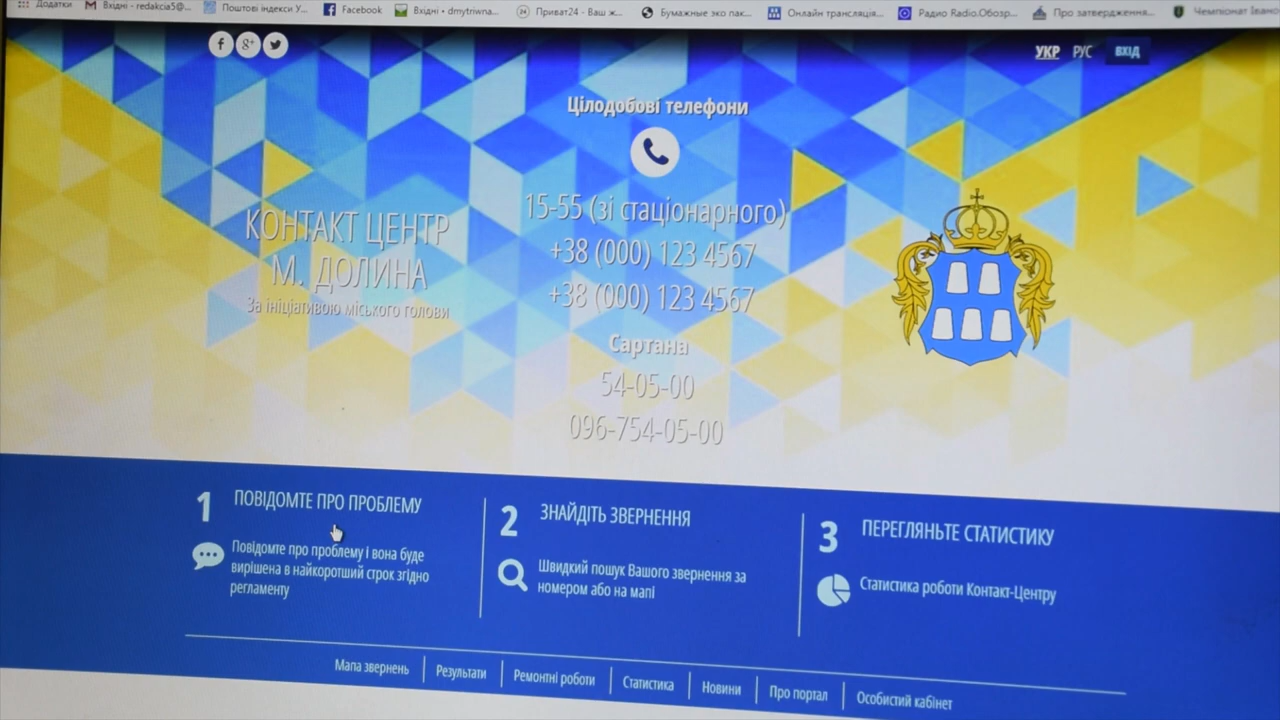 Додатки
Вхідні - redakcia5@...
Поштові індекси У...
Facebook
Вхідні • dmytriwna...
Приват24 - Ваш ж...
Бумажные эко пак...
Онлайн трансляція...
Радио Radio.Обозр...
Про затвердження...
Чемпіонат Івано
f g+
УКР РУС ВХІД
Цілодобові телефони
15-55 (зі стаціонарного)
+38 (000) 123 4567
+38 (000) 123 4567
Сартана
54-05-00
096-754-05-00
КОНТАКТ ЦЕНТР
М. ДОЛИНА
За ініціативою міського голови
1 ПОВІДОМТЕ ПРО ПРОБЛЕМУ
Повідомте про проблему і вона буде
вирішена в найкоротший строк згідно
регламенту
2 ЗНАЙДІТЬ ЗВЕРНЕННЯ
Швидкий пошук Вашого звернення за
номером або на мапі
3 ПЕРЕГЛЯНЬТЕ СТАТИСТИКУ
Статистика роботи Контакт-Центру
Мапа звернень
Результати
Ремонтні роботи
Статистика
Новини
Про портал
Особистий кабінет